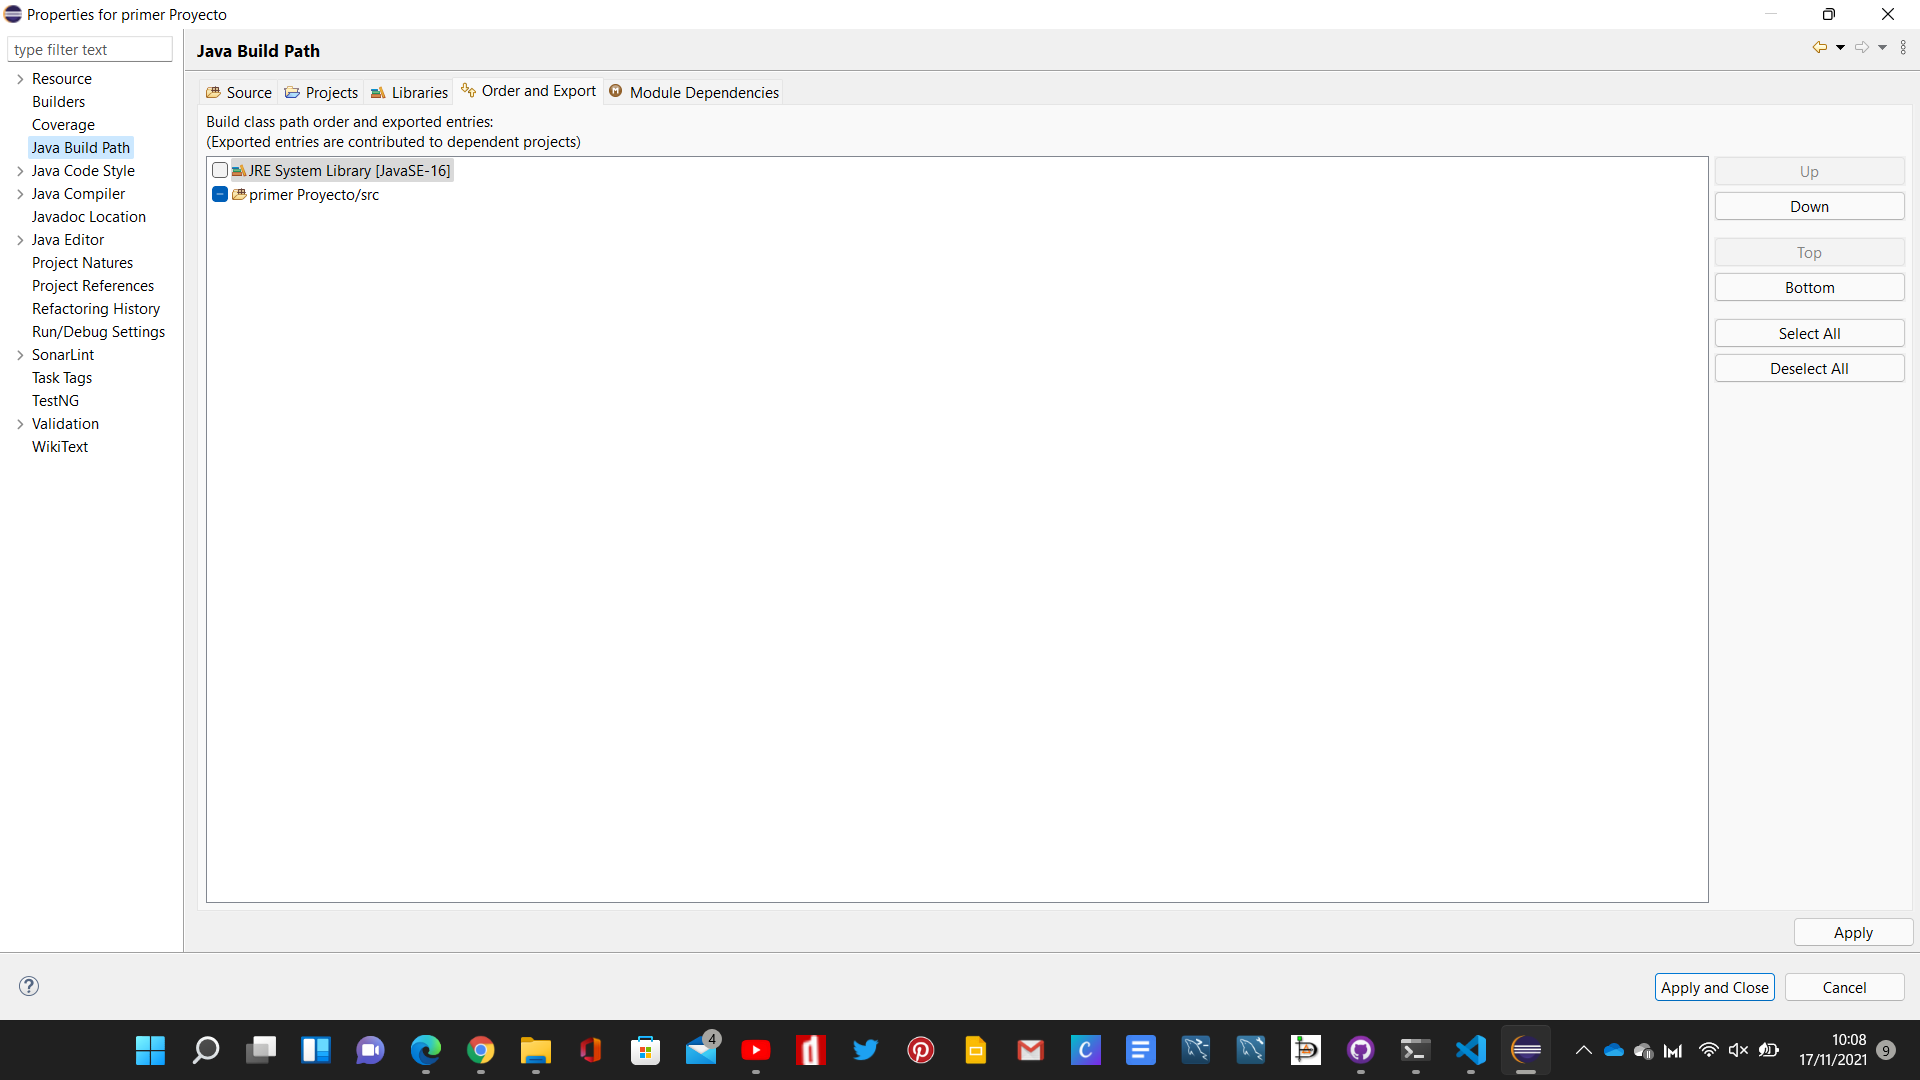 Properties for primer Proyecto
type filter text
Resource
Builders
Coverage
Java Build Path
Java Code Style
Java Compiler
Javadoc Location
Java Editor
Project Natures
Project References
Refactoring History
Run/Debug Settings
SonarLint
Task Tags
TestNG
Validation
WikiText
Java Build Path
Source Projects Libraries Order and Export Module Dependencies
Build class path order and exported entries:
(Exported entries are contributed to dependent projects)
JRE System Library [JavaSE-16]
primer Proyecto/src
Up
Down
Top
Bottom
Select All
Deselect All
Apply
Apply and Close Cancel
4
10:08
17/11/2021
9